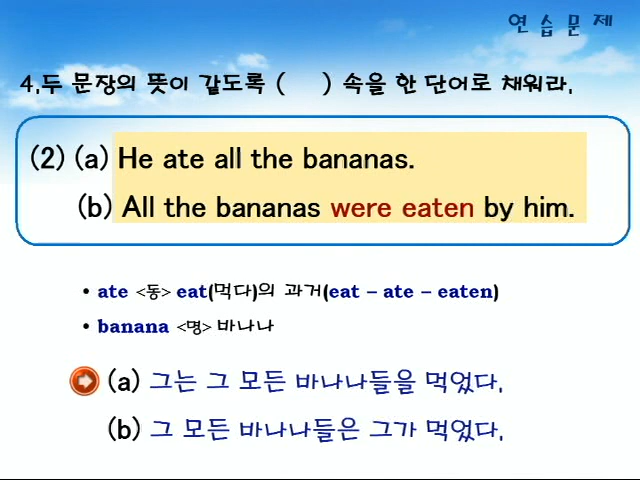 연습문제
4.두 문장의 뜻이 같도록 (    ) 속을 한 단어로 채워라.
(2) (a) He ate all the bananas.
(b) All the bananas were eaten by him.
• ate <동> eat(먹다)의 과거(eat – ate – eaten)
• banana <명> 바나나
(a) 그는 그 모든 바나나들을 먹었다.
(b) 그 모든 바나나들은 그가 먹었다.